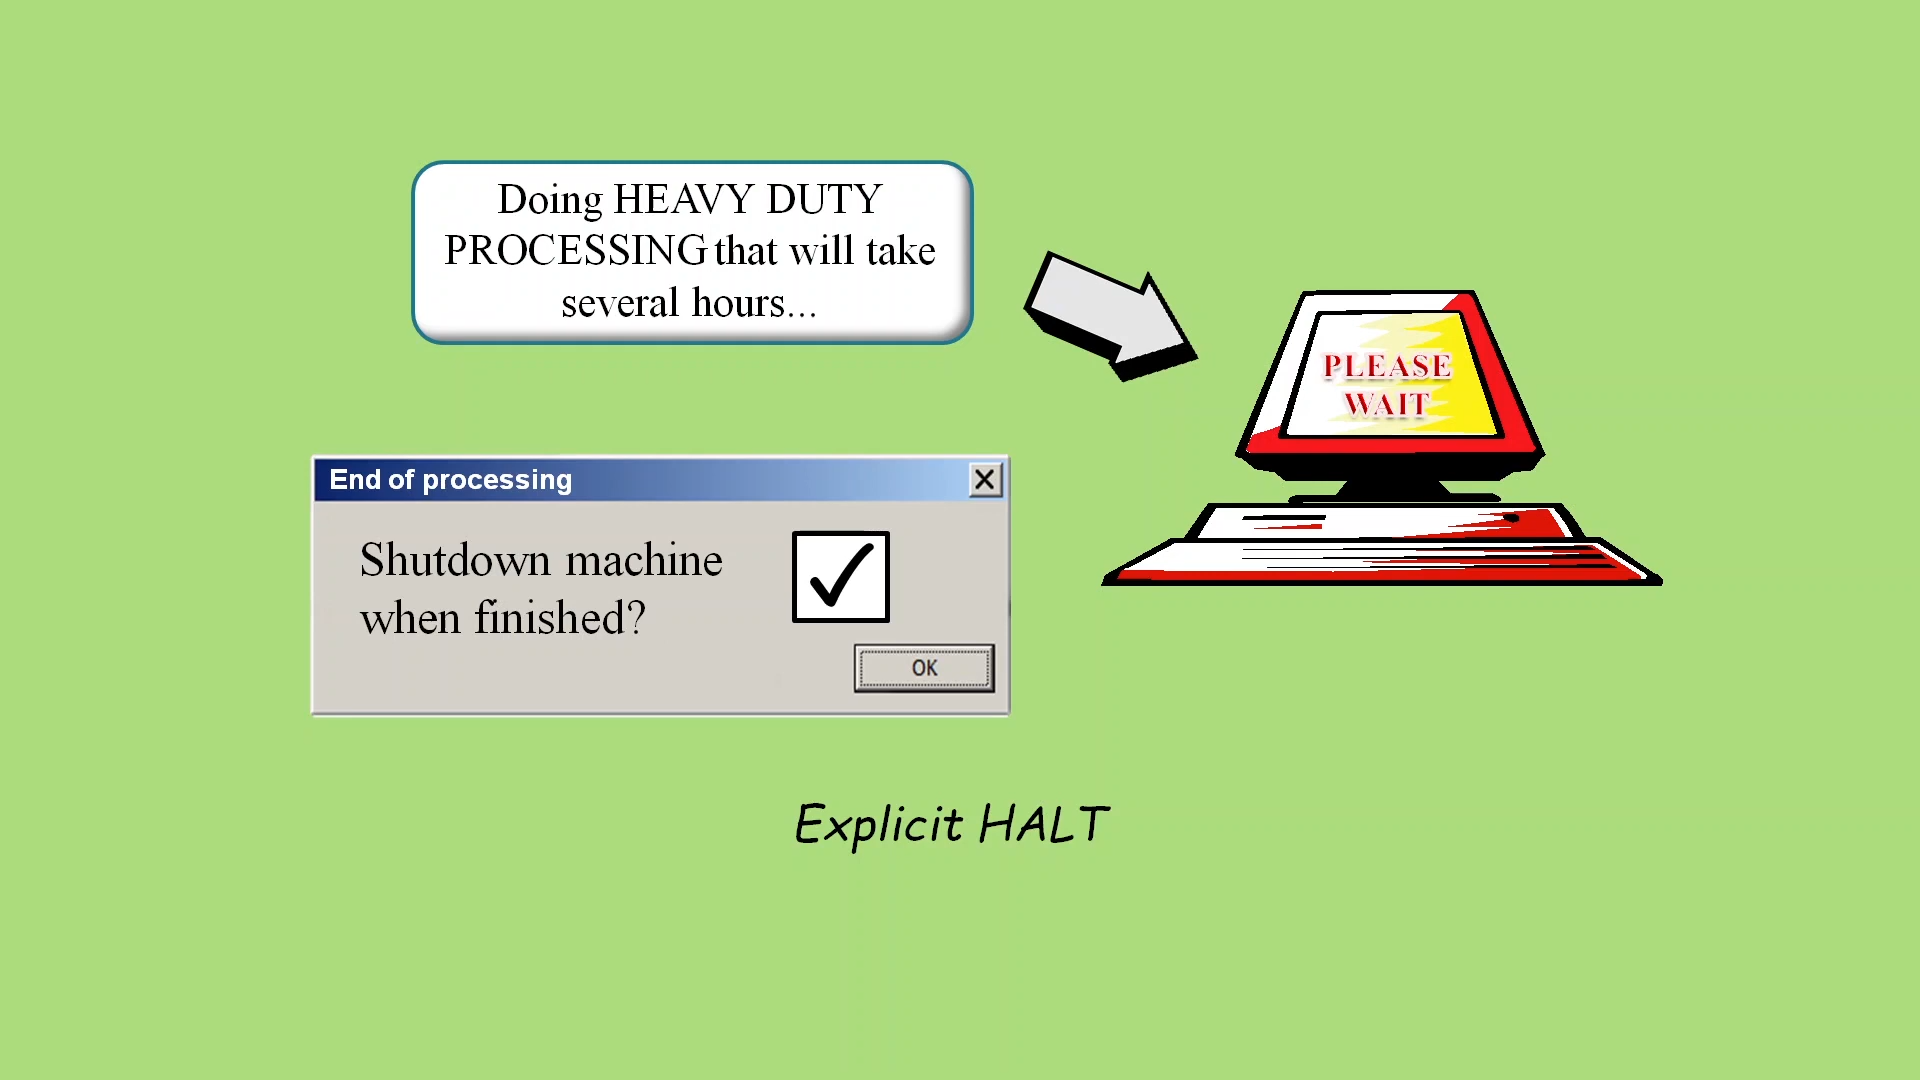 Doing HEAVY DUTY
PROCESSING that will take
several hours...
PLEASE
WAIT
End of processing
Shutdown machine
when finished?
OK
Explicit HALT